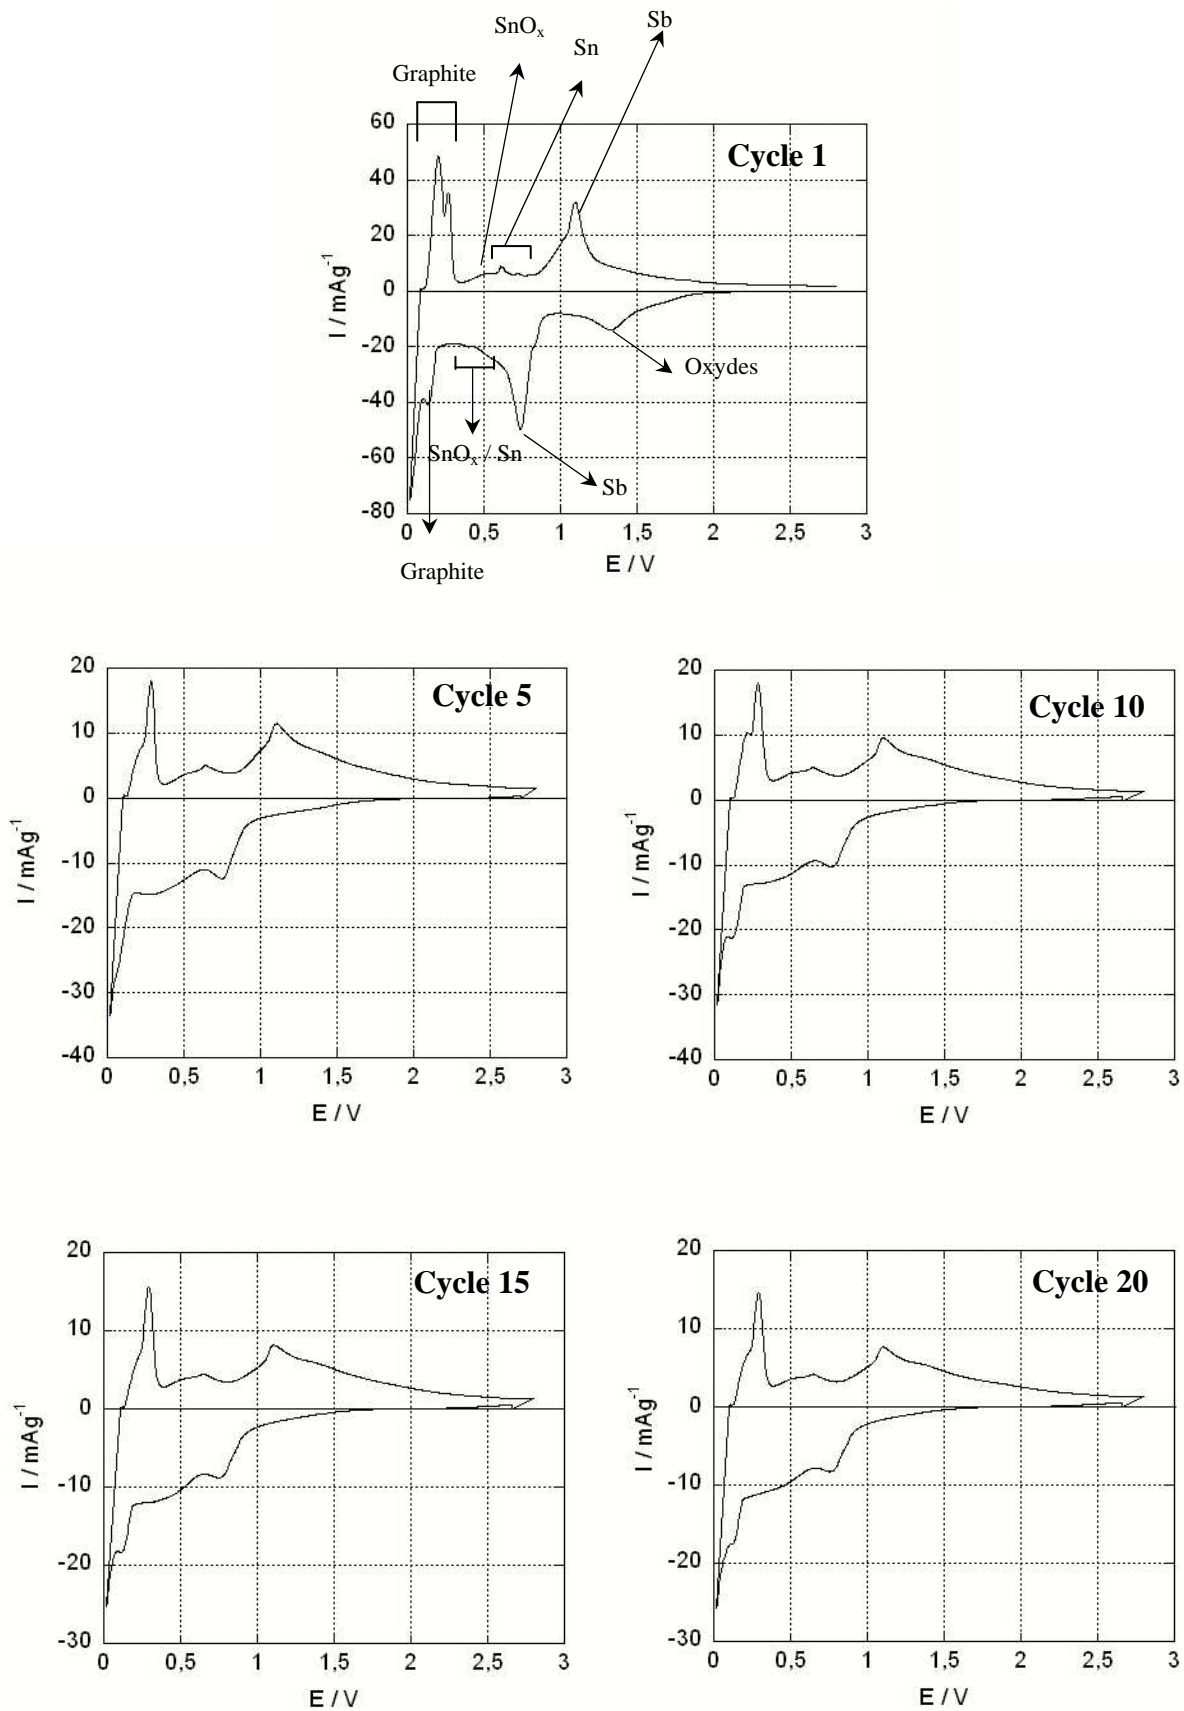 SnOx
Sn
Sb
Graphite
Cycle 1
60
40
20
0
-20
-40
-60
-80
I / mAg-1
Oxydes
SnOx / Sn
Sb
0 0,5 1 1,5 2 2,5 3
E / V
Graphite
Cycle 5
20
10
0
-10
-20
-30
-40
I / mAg-1
0 0,5 1 1,5 2 2,5 3
E / V
Cycle 10
20
10
0
-10
-20
-30
-40
I / mAg-1
0 0,5 1 1,5 2 2,5 3
E / V
Cycle 15
20
10
0
-10
-20
-30
I / mAg-1
0 0,5 1 1,5 2 2,5 3
E / V
Cycle 20
20
10
0
-10
-20
-30
I / mAg-1
0 0,5 1 1,5 2 2,5 3
E / V